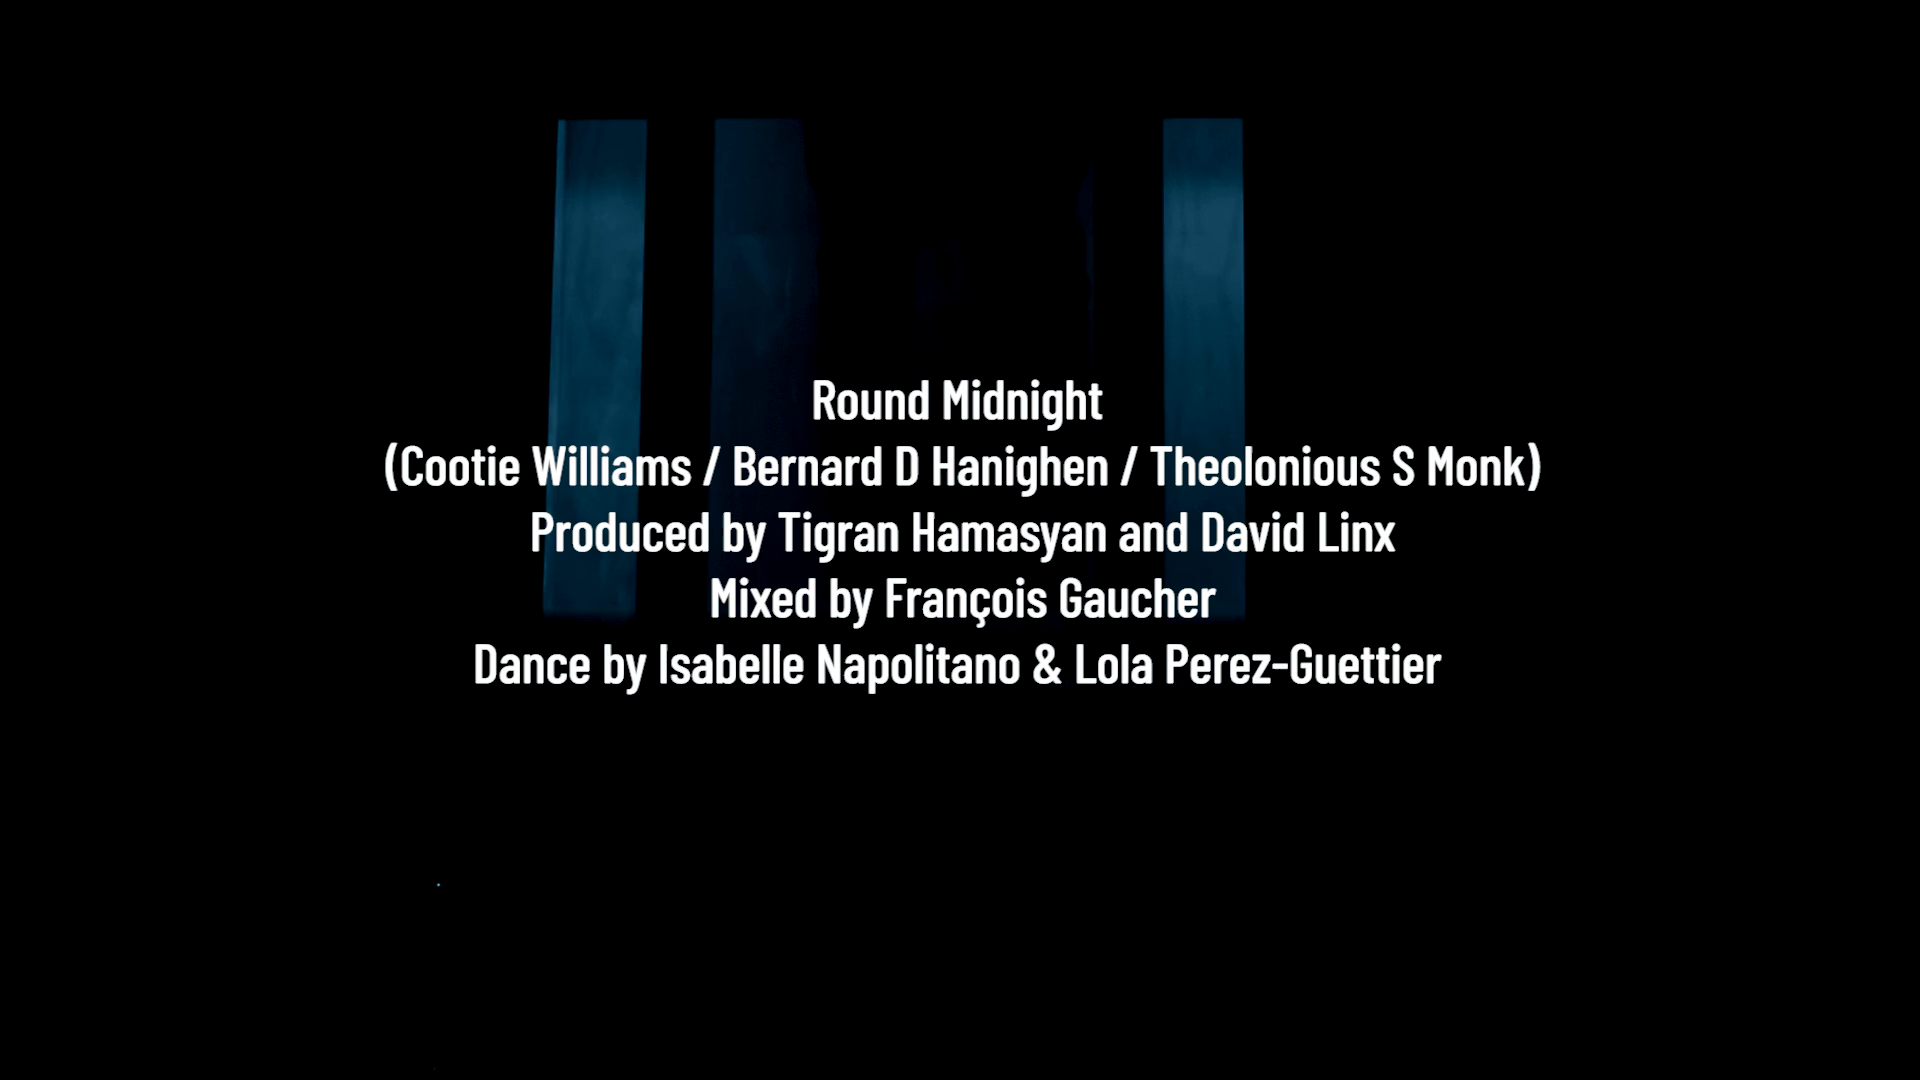 Round Midnight
(Cootie Williams / Bernard D Hanighen / Theolonious S Monk)
Produced by Tigran Hamasyan and David Linx
Mixed by François Gaucher
Dance by Isabelle Napolitano & Lola Perez-Guettier